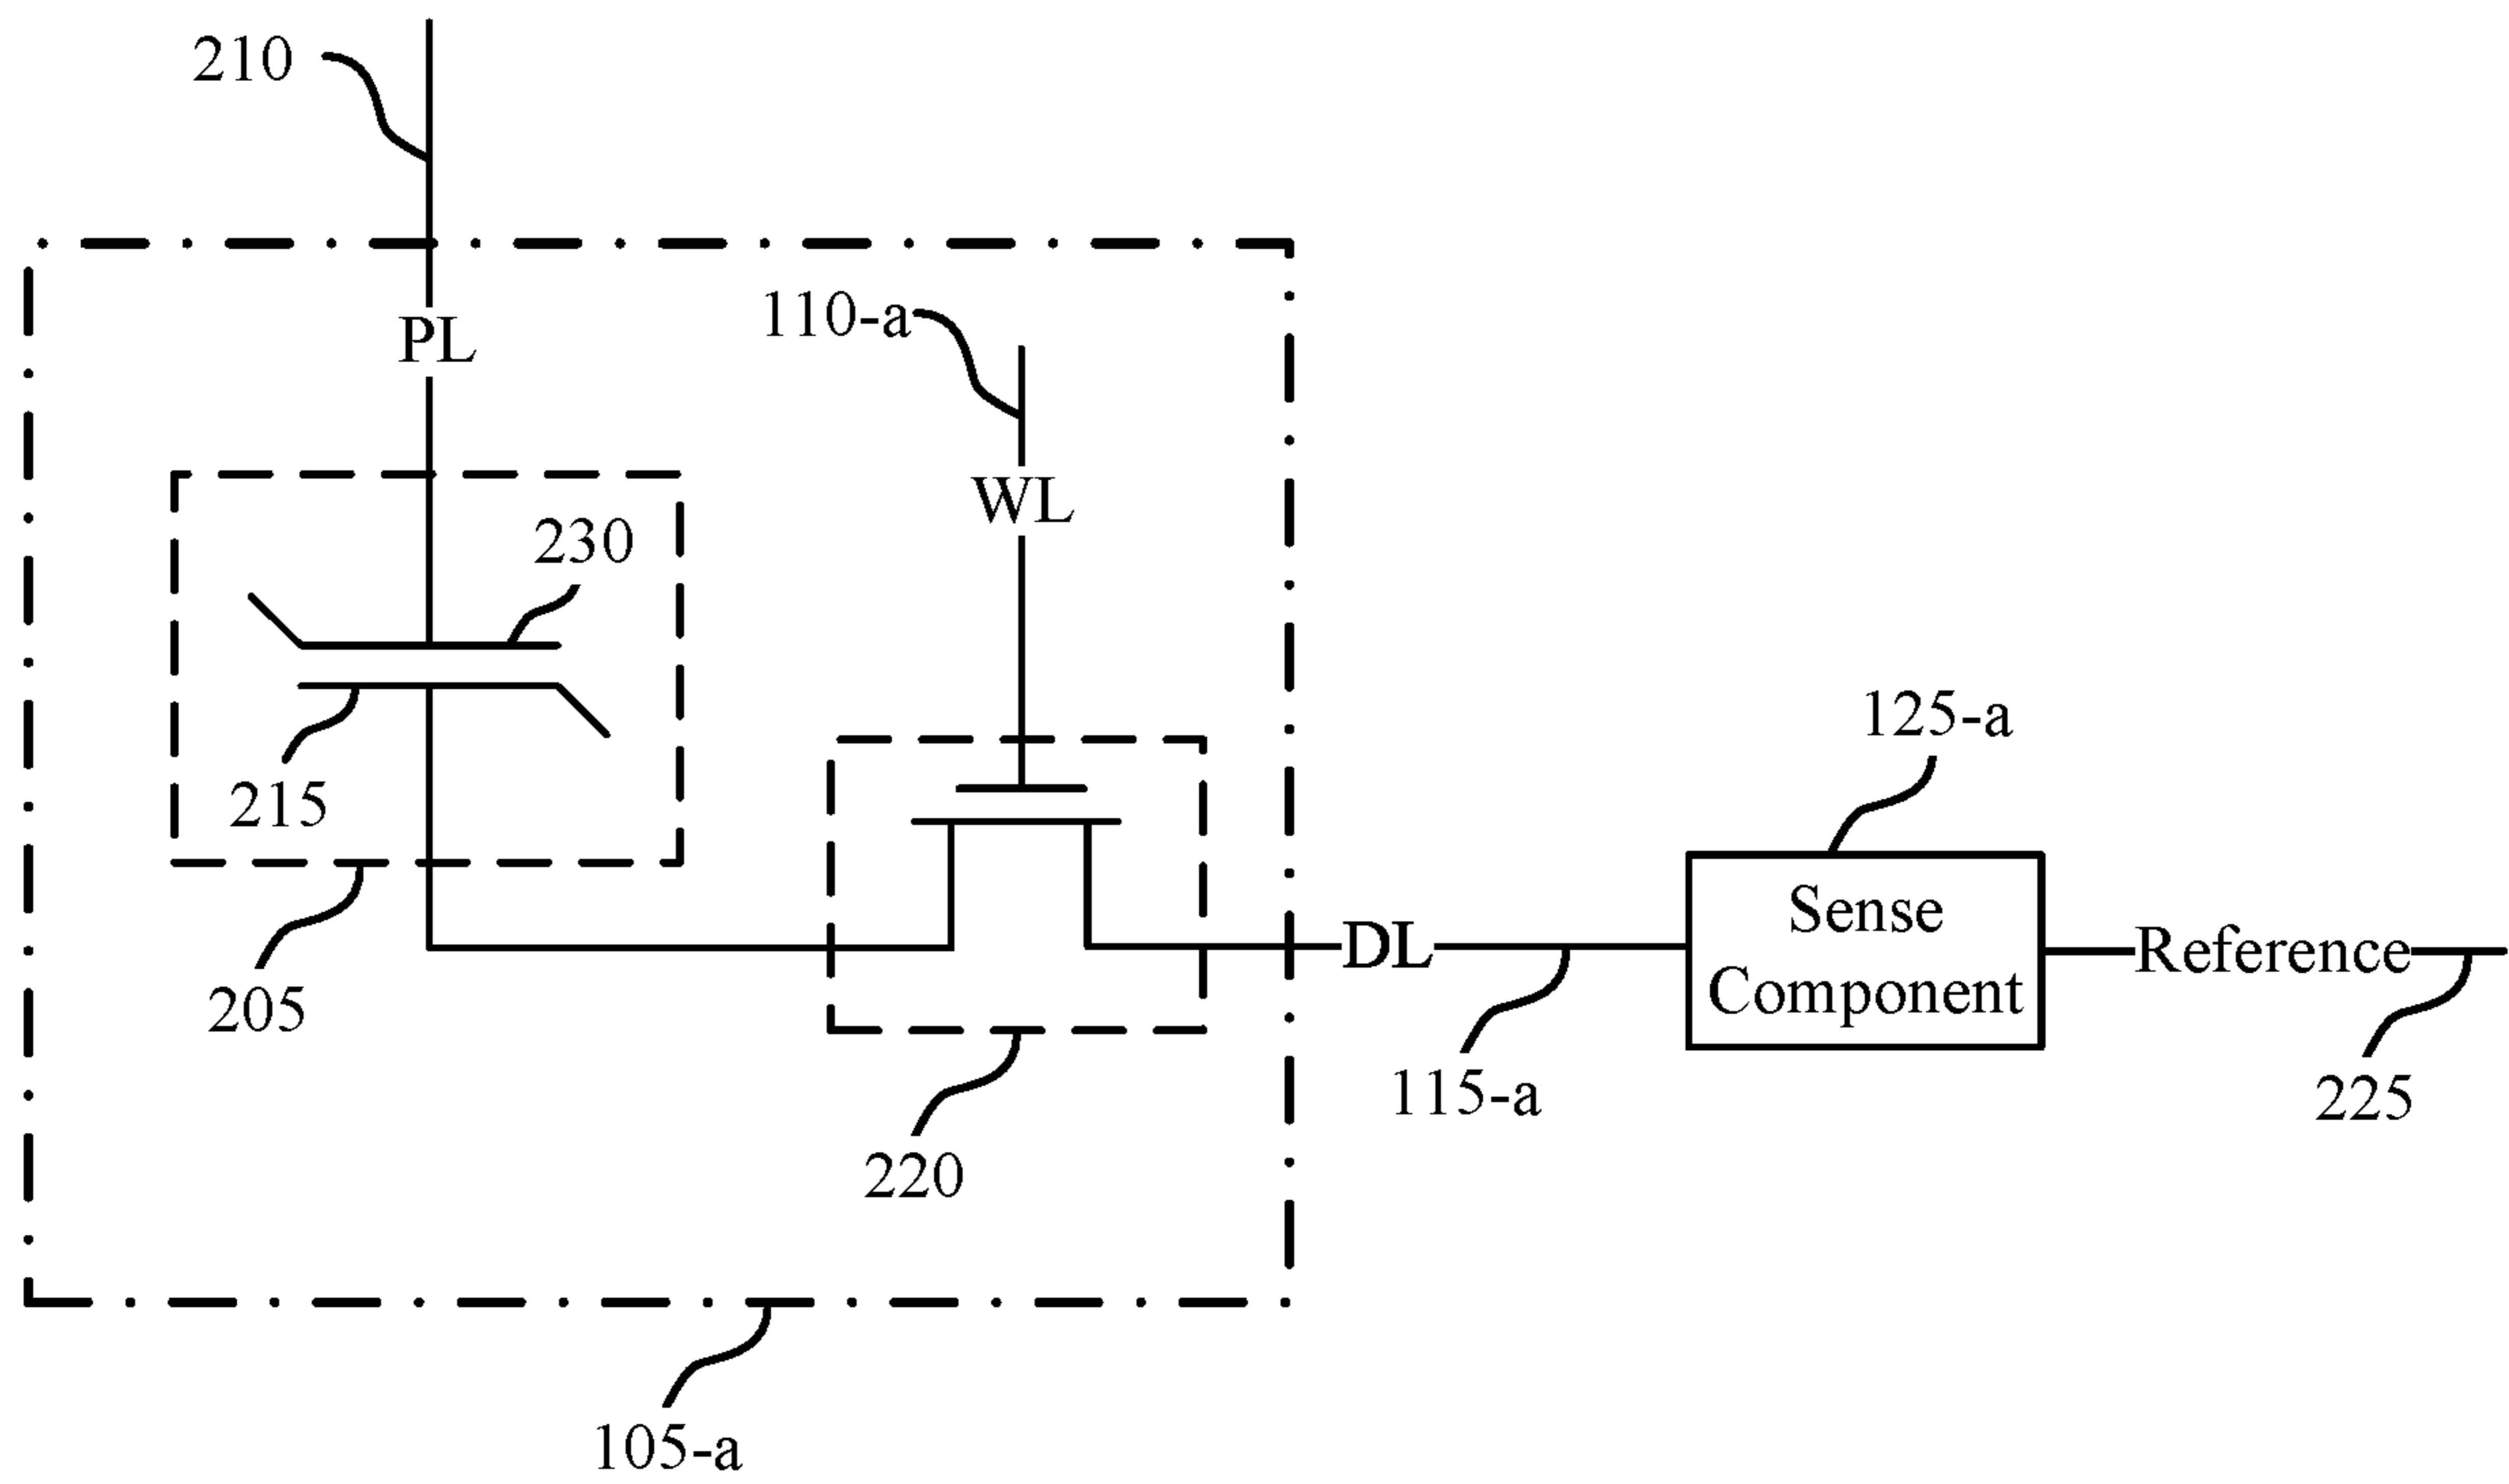 210
PL
110-a
WL
230
215
205
220
125-a
Sense
Component
DL
Reference
115-a
225
105-a